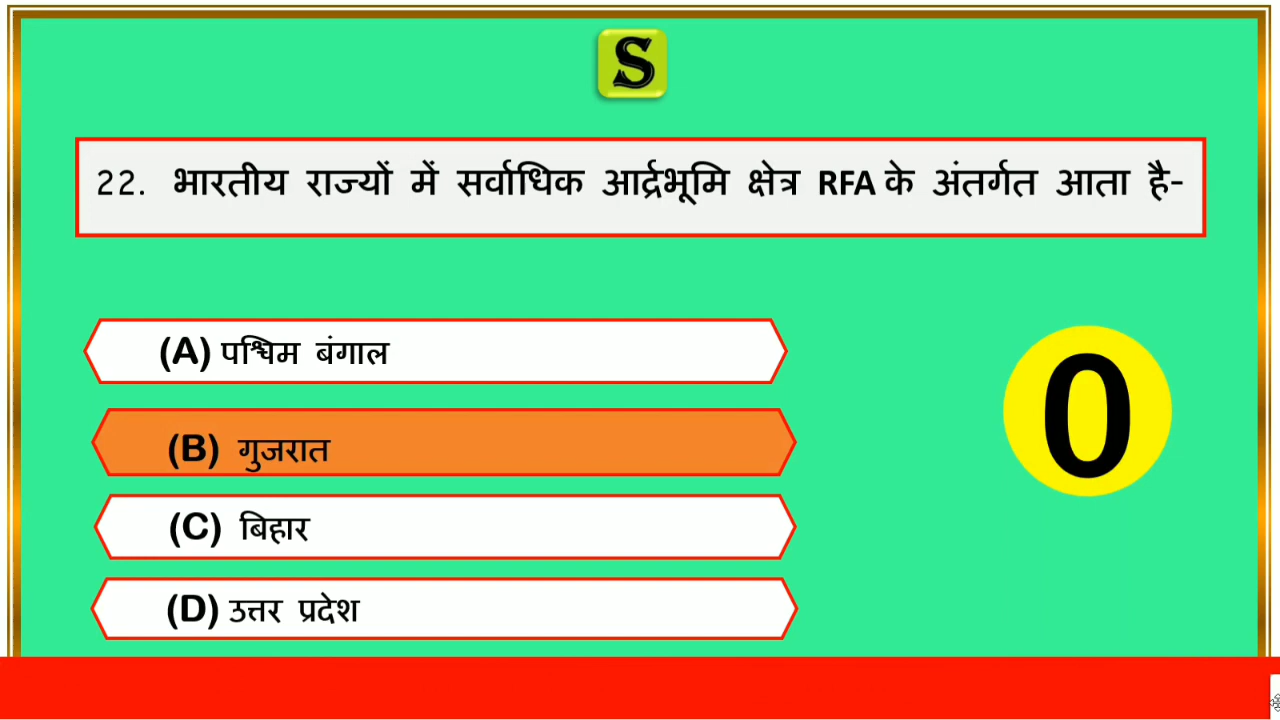 S
22. भारतीय राज्यों में सर्वाधिक आर्द्रभूमि क्षेत्र RFA के अंतर्गत आता है-
(A) पश्चिम बंगाल
(B) गुजरात
0
(C) बिहार
(D) उत्तर प्रदेश